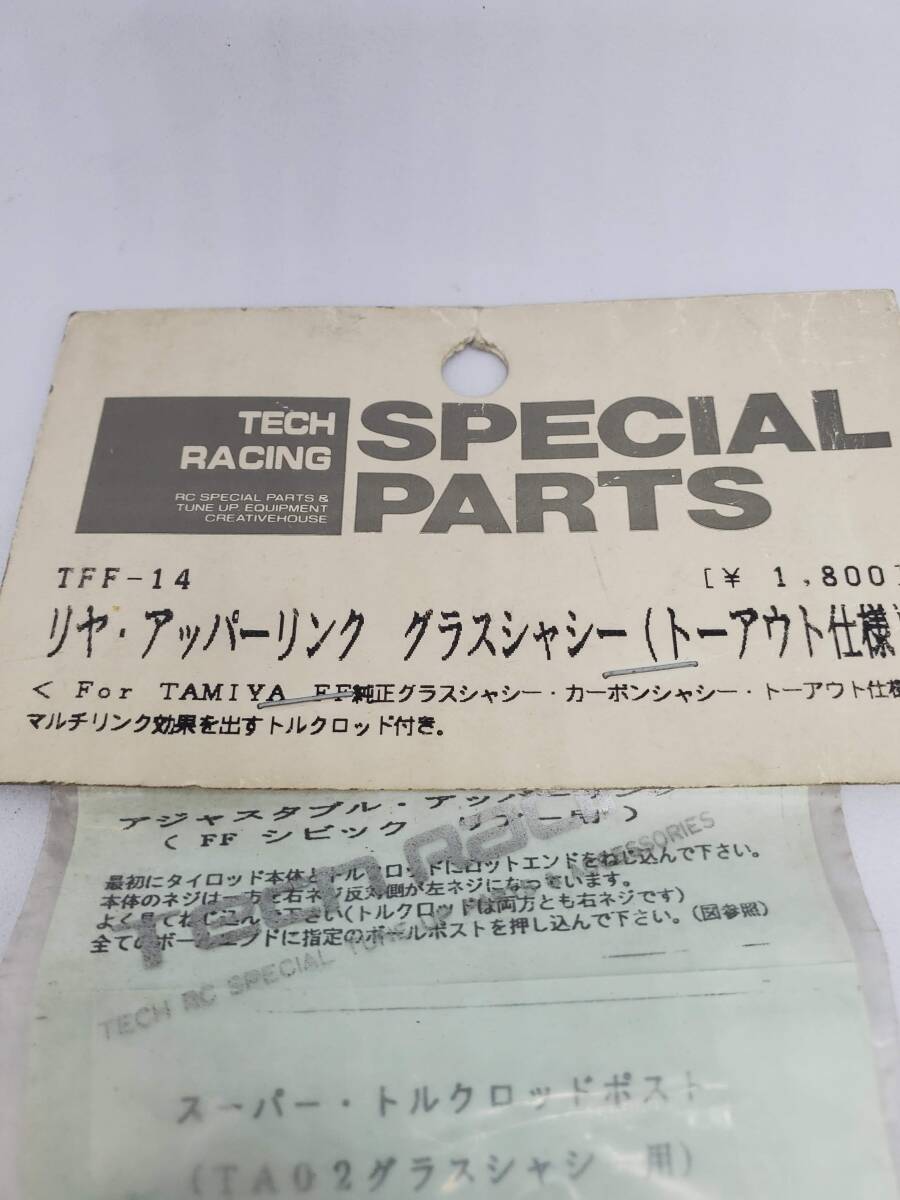 TECH
RACING
RC SPECIAL PARTS &
TUNE UP EQUIPMENT
CREATIVEHOUSE
SPECIAL
PARTS
TFF-14
[¥ 1,800]
リヤ・アッパーリンク グラスシャシー(トーアウト仕様)
< For TAMIYA FF純正グラスシャシー・カーボンシャシー・トーアウト仕様
マルチリンク効果を出すトルクロッド付き。
アジャスタブル・アッパーリンク
(FF シビック リヤー用)
最初にタイロッド本体とトルクロッドにロットエンドをねじ込んで下さい。
本体のネジは一方を右ネジ反対側が左ネジになっています。
よく見てねじ込んで下さい(トルクロッドは両方とも右ネジです)
全てのボールエンドに指定のボールポストを押し込んで下さい。(図参照)
Tech Racing
TECH RC SPECIAL TUNE UP ACCESSORIES
スーパー・トルクロッドポスト
(TA02グラスシャシー用)